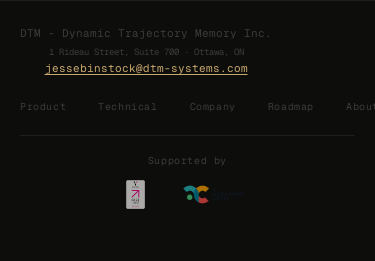 DTM - Dynamic Trajectory Memory Inc.
1 Rideau Street, Suite 700 · Ottawa, ON
jessebinstock@dtm-systems.com
Product Technical Company Roadmap About
Supported by